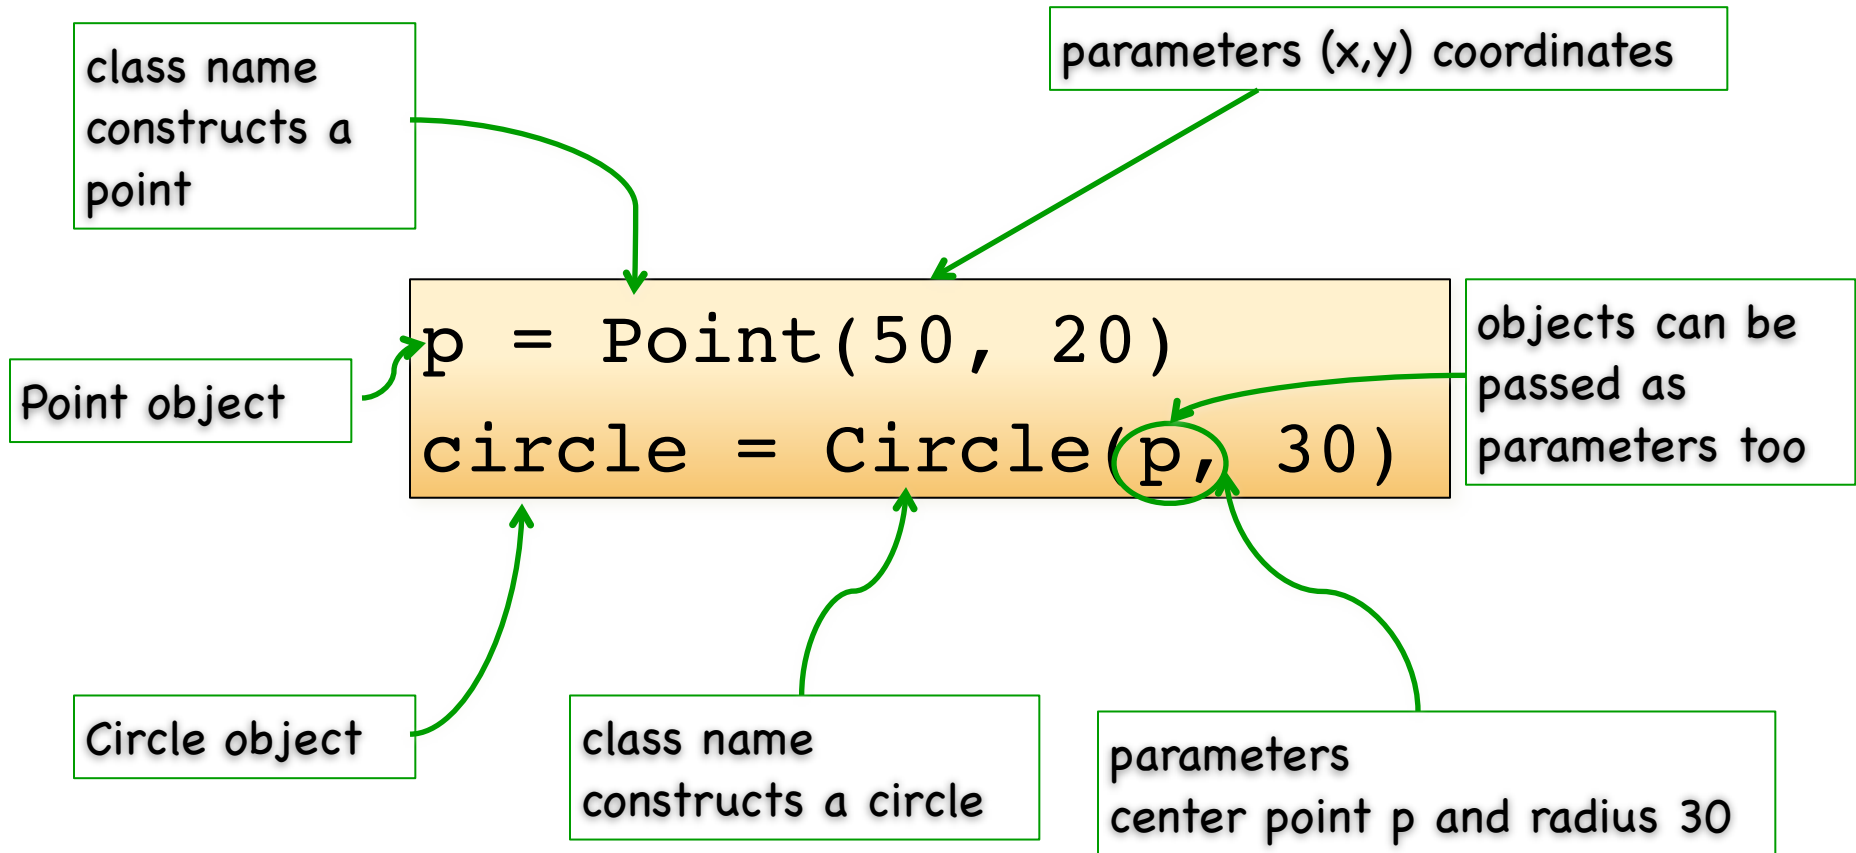 class name
constructs a
point
parameters (x,y) coordinates
p = Point(50, 20)
circle = Circle(p, 30)
Point object
objects can be
passed as
parameters too
Circle object
class name
constructs a circle
parameters
center point p and radius 30